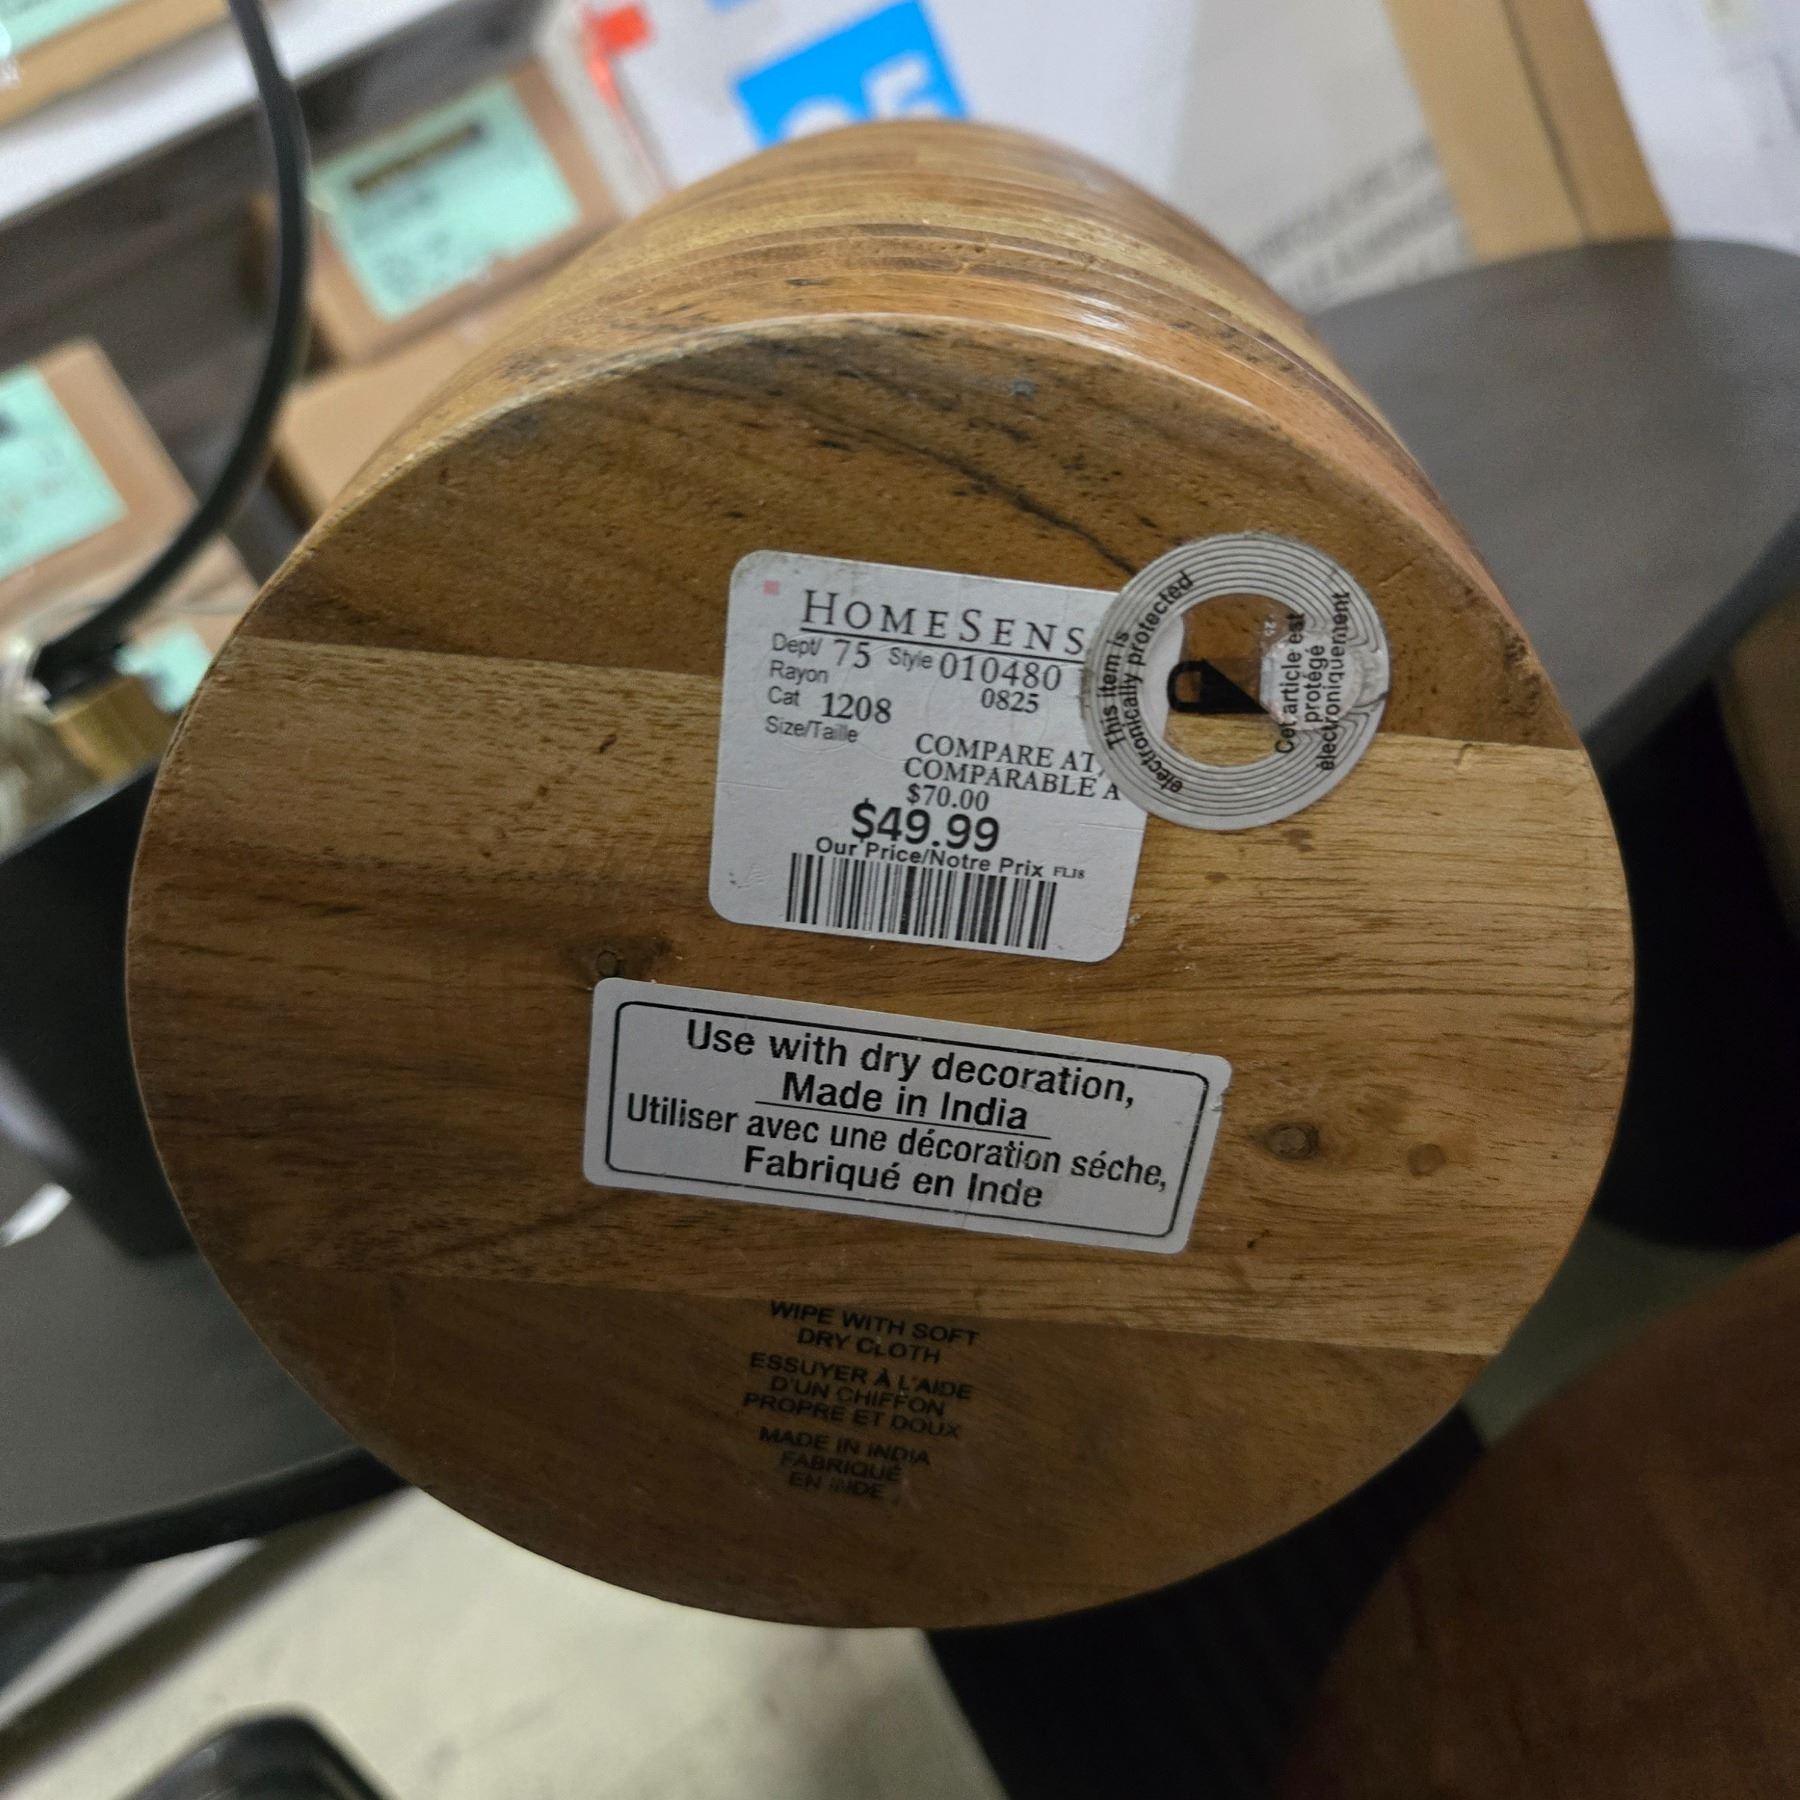 HOMESENS
Dept/ 75 Style 010480
Rayon 0825
Cat 1208
Size/Taille
COMPARE AT/
COMPARABLE A
$70.00
$49.99
Our Price/Notre Prix FLJ8
This item is
electronically protected
Cet article est
protégé
électroniquement
Use with dry decoration,
Made in India
Utiliser avec une décoration séche,
Fabriqué en Inde
WIPE WITH SOFT
DRY CLOTH
ESSUYER À L'AIDE
D'UN CHIFFON
PROPRE ET DOUX
MADE IN INDIA
FABRIQUÉ
EN INDE